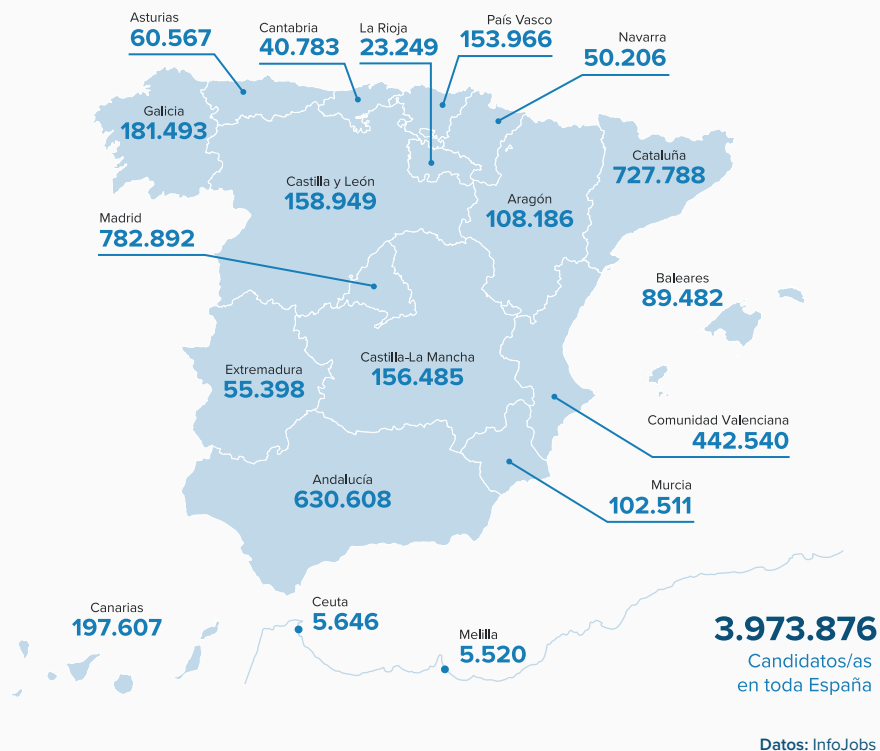 Asturias
60.567
Cantabria
40.783
La Rioja
23.249
País Vasco
153.966
Navarra
50.206
Galicia
181.493
Castilla y León
158.949
Aragón
108.186
Cataluña
727.788
Madrid
782.892
Baleares
89.482
Extremadura
55.398
Castilla-La Mancha
156.485
Comunidad Valenciana
442.540
Andalucía
630.608
Murcia
102.511
Canarias
197.607
Ceuta
5.646
Melilla
5.520
3.973.876
Candidatos/as
en toda España
Datos: InfoJobs